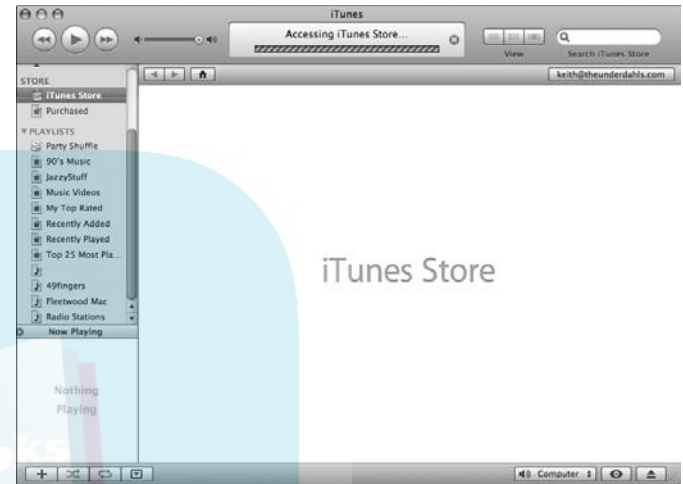 iTunes
Accessing iTunes Store...
View
Search iTunes Store
STORE
iTunes Store
Purchased
keith@theunderdahls.com
PLAYLISTS
Party Shuffle
90's Music
JazzyStuff
Music Videos
My Top Rated
Recently Added
Recently Played
Top 25 Most Pla...
49fingers
Fleetwood Mac
Radio Stations
Now Playing
iTunes Store
Nothing
Playing
Computer